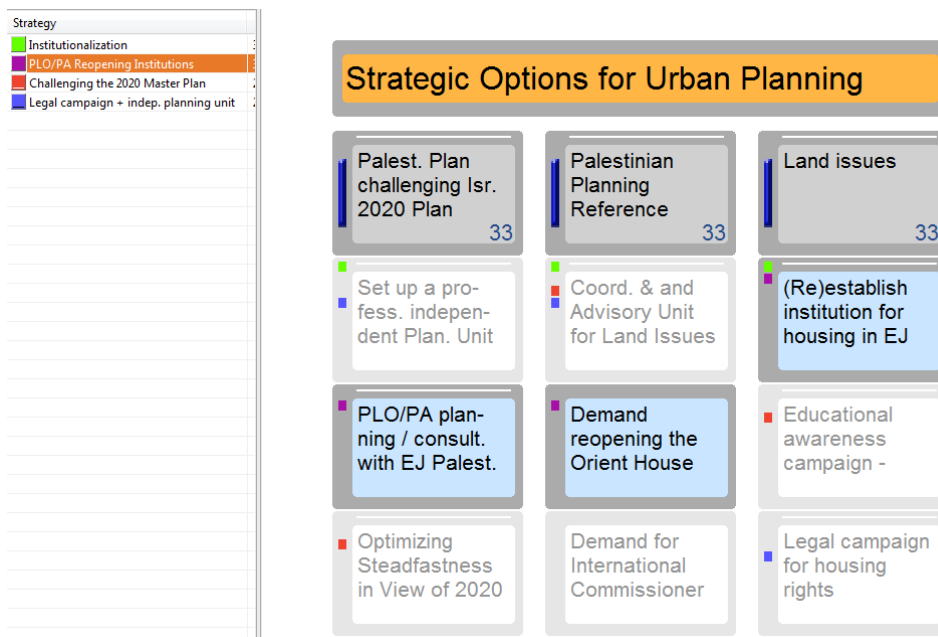 Strategy
Institutionalization
PLO/PA Reopening Institutions
Challenging the 2020 Master Plan
Legal campaign + indep. planning unit
Strategic Options for Urban Planning
Palest. Plan
challenging Isr.
2020 Plan
33
Palestinian
Planning
Reference
33
Land issues
33
Set up a pro-
fess. indepen-
dent Plan. Unit
Coord. & and
Advisory Unit
for Land Issues
(Re)establish
institution for
housing in EJ
PLO/PA plan-
ning / consult.
with EJ Palest.
Demand
reopening the
Orient House
Educational
awareness
campaign -
Optimizing
Steadfastness
in View of 2020
Demand for
International
Commissioner
Legal campaign
for housing
rights